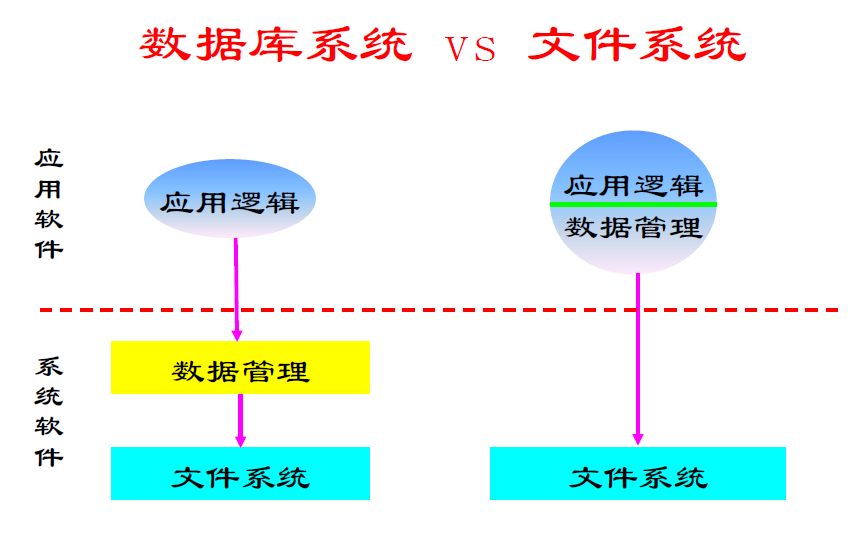 数据库系统 VS 文件系统
应用软件
应用逻辑
应用逻辑
数据管理
系统软件
数据管理
文件系统
文件系统